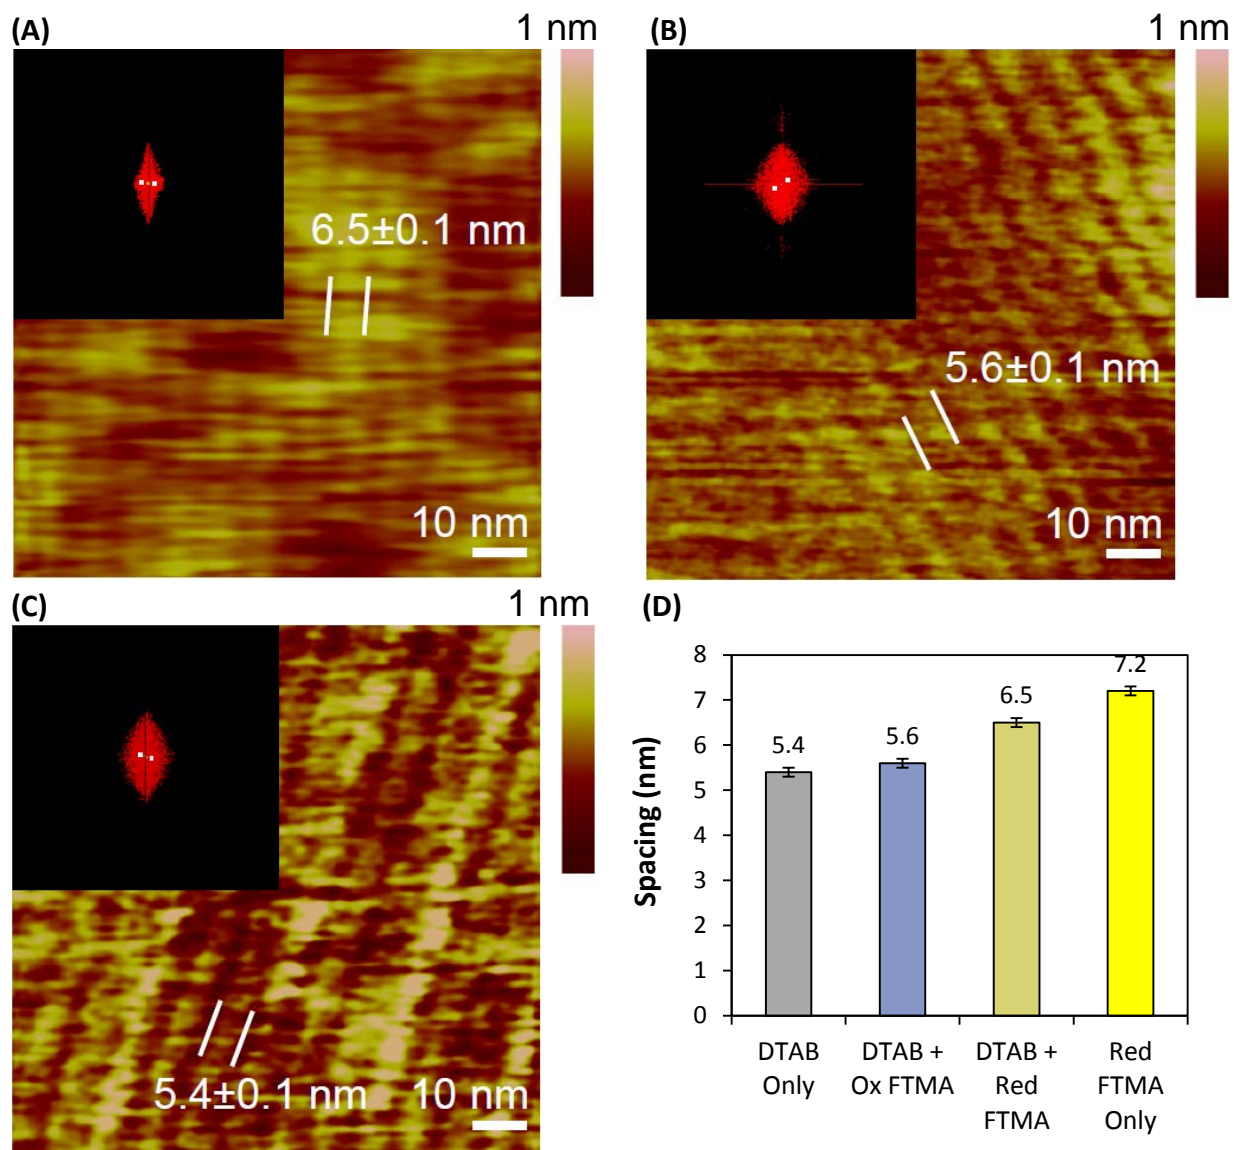 (A)
1 nm
6.5±0.1 nm
10 nm
(B)
1 nm
5.6±0.1 nm
10 nm
(C)
1 nm
5.4±0.1 nm
10 nm
(D)
Spacing (nm)
8
7
6
5
4
3
2
1
0
5.4
5.6
6.5
7.2
DTAB
Only
DTAB +
Ox FTMA
DTAB +
Red
FTMA
Red
FTMA
Only